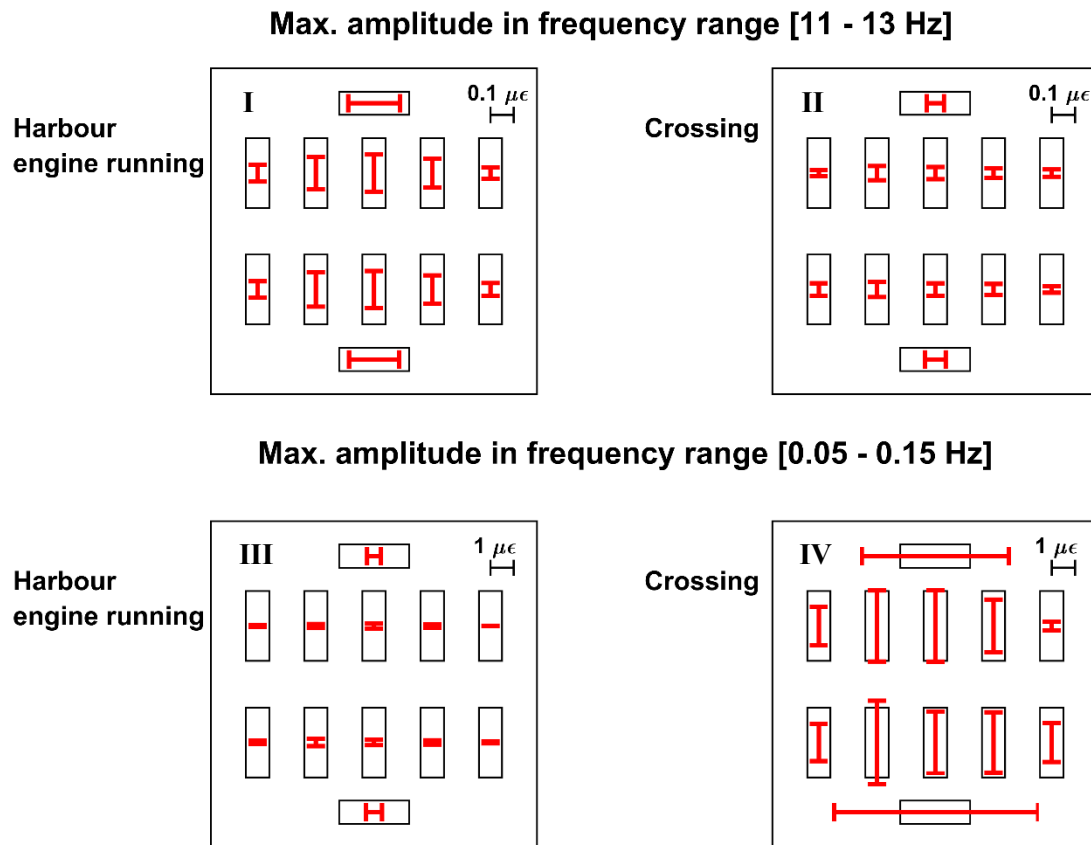 Max. amplitude in frequency range [11 - 13 Hz]
Harbour
engine running
I
0.1 με
Crossing
II
0.1 με
Max. amplitude in frequency range [0.05 - 0.15 Hz]
Harbour
engine running
III
1 με
Crossing
IV
1 με